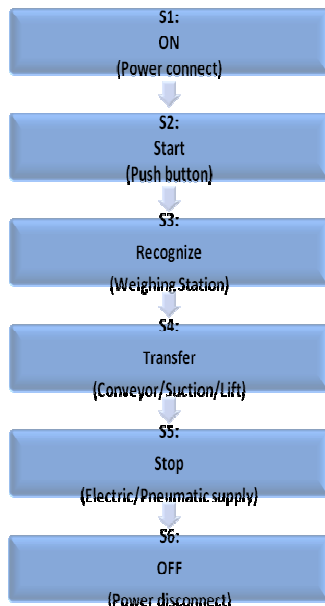 S1:
ON
(Power connect)
S2:
Start
(Push button)
S3:
Recognize
(Weighing Station)
S4:
Transfer
(Conveyor/Suction/Lift)
S5:
Stop
(Electric/Pneumatic supply)
S6:
OFF
(Power disconnect)